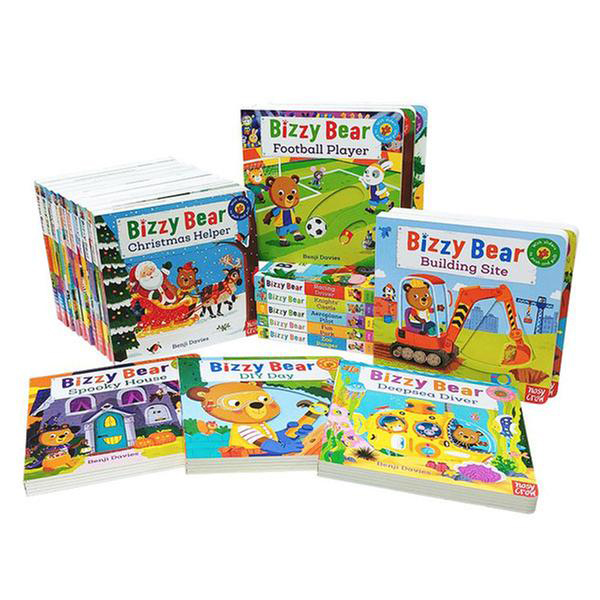 Bizzy Bear
Football Player
Benji Davies
Bizzy Bear
Christmas Helper
Benji Davies
Bizzy Bear
Building Site
nosy
crow
Bizzy Bear
Racing
Driver
Bizzy Bear
Knights'
Castle
Bizzy Bear
Aeroplane
Pilot
Bizzy Bear
Fun
Park
Bizzy Bear
Zoo
Ranger
Bizzy Bear
Spooky House
Benji Davies
Bizzy Bear
DIY Day
Bizzy Bear
Deepsea Diver
Benji Davies
nosy
crow